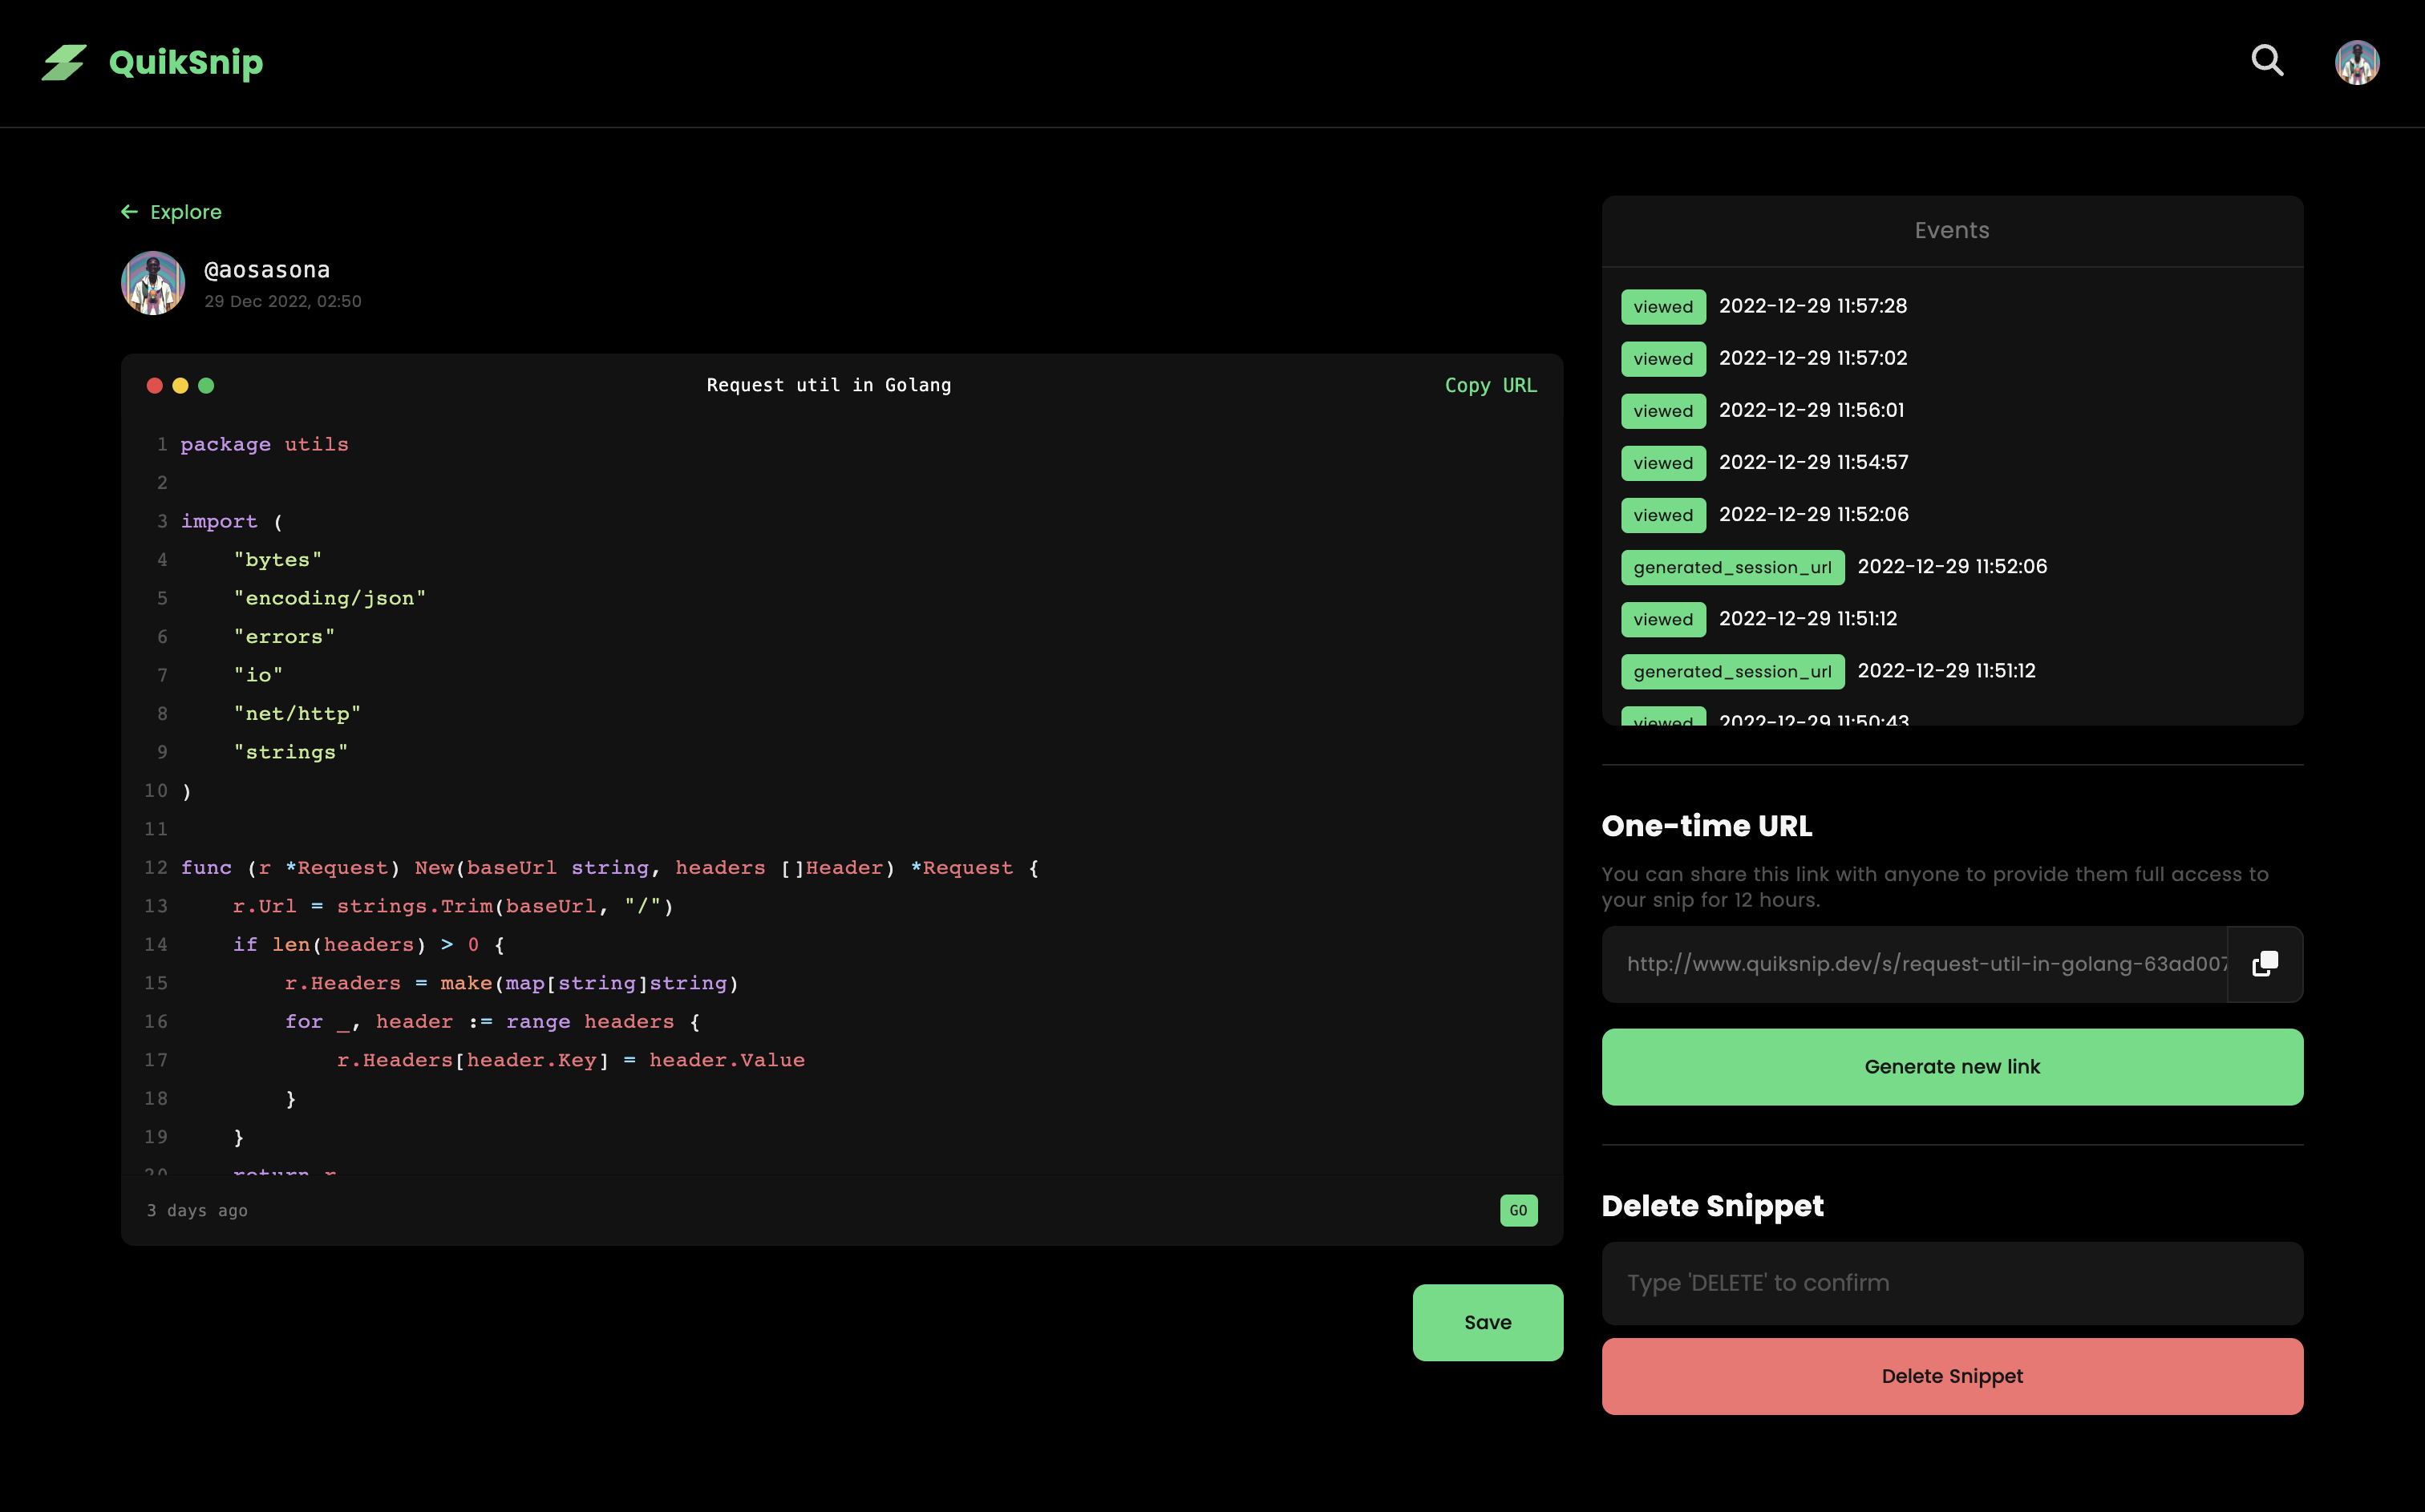 QuikSnip
Explore
@aosasona
29 Dec 2022, 02:50
Request util in Golang
Copy URL
1 package utils
2
3 import (
4     "bytes"
5     "encoding/json"
6     "errors"
7     "io"
8     "net/http"
9     "strings"
10 )
11
12 func (r *Request) New(baseUrl string, headers []Header) *Request {
13     r.Url = strings.Trim(baseUrl, "/")
14     if len(headers) > 0 {
15         r.Headers = make(map[string]string)
16         for _, header := range headers {
17             r.Headers[header.Key] = header.Value
18         }
19     }
20     return r
3 days ago
GO
Save
Events
viewed 2022-12-29 11:57:28
viewed 2022-12-29 11:57:02
viewed 2022-12-29 11:56:01
viewed 2022-12-29 11:54:57
viewed 2022-12-29 11:52:06
generated_session_url 2022-12-29 11:52:06
viewed 2022-12-29 11:51:12
generated_session_url 2022-12-29 11:51:12
viewed 2022-12-29 11:50:43
One-time URL
You can share this link with anyone to provide them full access to
your snip for 12 hours.
http://www.quiksnip.dev/s/request-util-in-golang-63ad007
Generate new link
Delete Snippet
Type 'DELETE' to confirm
Delete Snippet